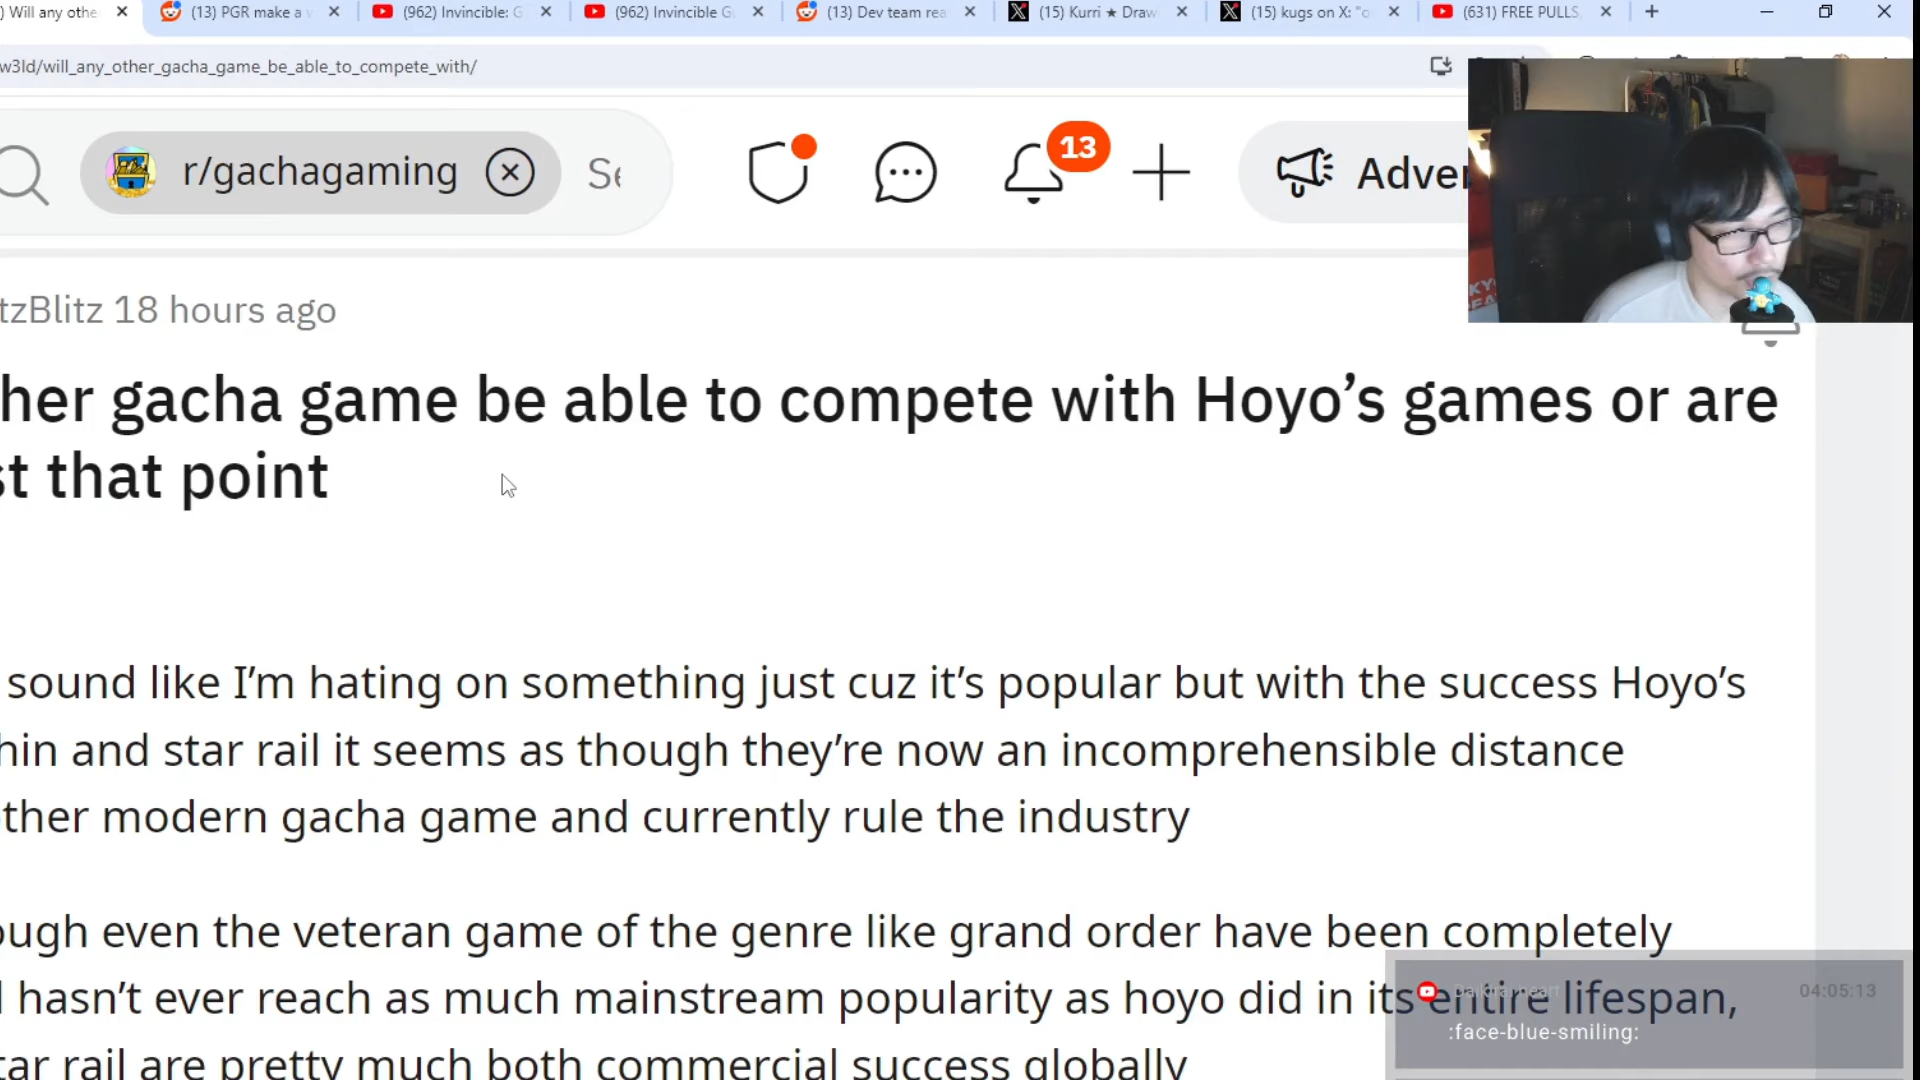 ) Will any othe
(13) PGR make a v
(962) Invincible: G
(962) Invincible G
(13) Dev team rea
(15) Kurri ★ Draw
(15) kugs on X: "o
(631) FREE PULLS
w3ld/will_any_other_gacha_game_be_able_to_compete_with/
r/gachagaming
Se
13
Adver
tzBlitz 18 hours ago
her gacha game be able to compete with Hoyo's games or are
st that point
sound like I'm hating on something just cuz it's popular but with the success Hoyo's
hin and star rail it seems as though they're now an incomprehensible distance
ther modern gacha game and currently rule the industry
ough even the veteran game of the genre like grand order have been completely
l hasn't ever reach as much mainstream popularity as hoyo did in its entire lifespan,
tar rail are pretty much both commercial success globally
04:05:13
:face-blue-smiling: